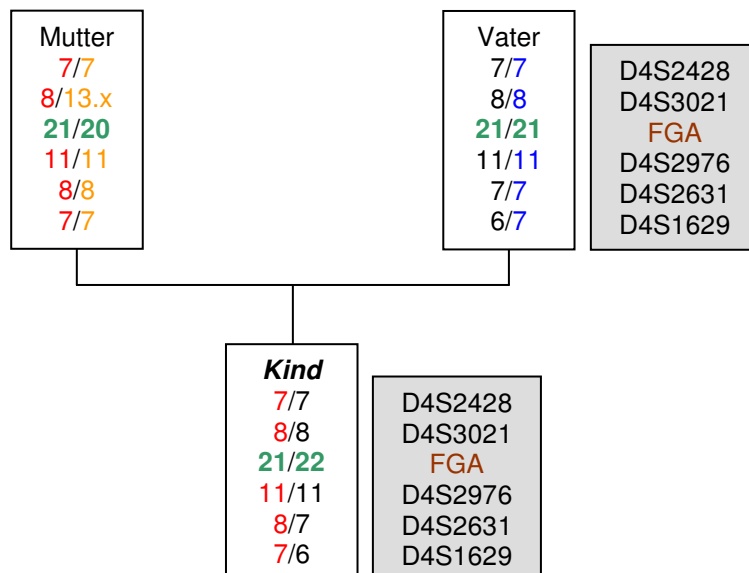 Mutter
7/7
8/13.x
21/20
11/11
8/8
7/7
Vater
7/7
8/8
21/21
11/11
7/7
6/7
D4S2428
D4S3021
FGA
D4S2976
D4S2631
D4S1629
Kind
7/7
8/8
21/22
11/11
8/7
7/6
D4S2428
D4S3021
FGA
D4S2976
D4S2631
D4S1629